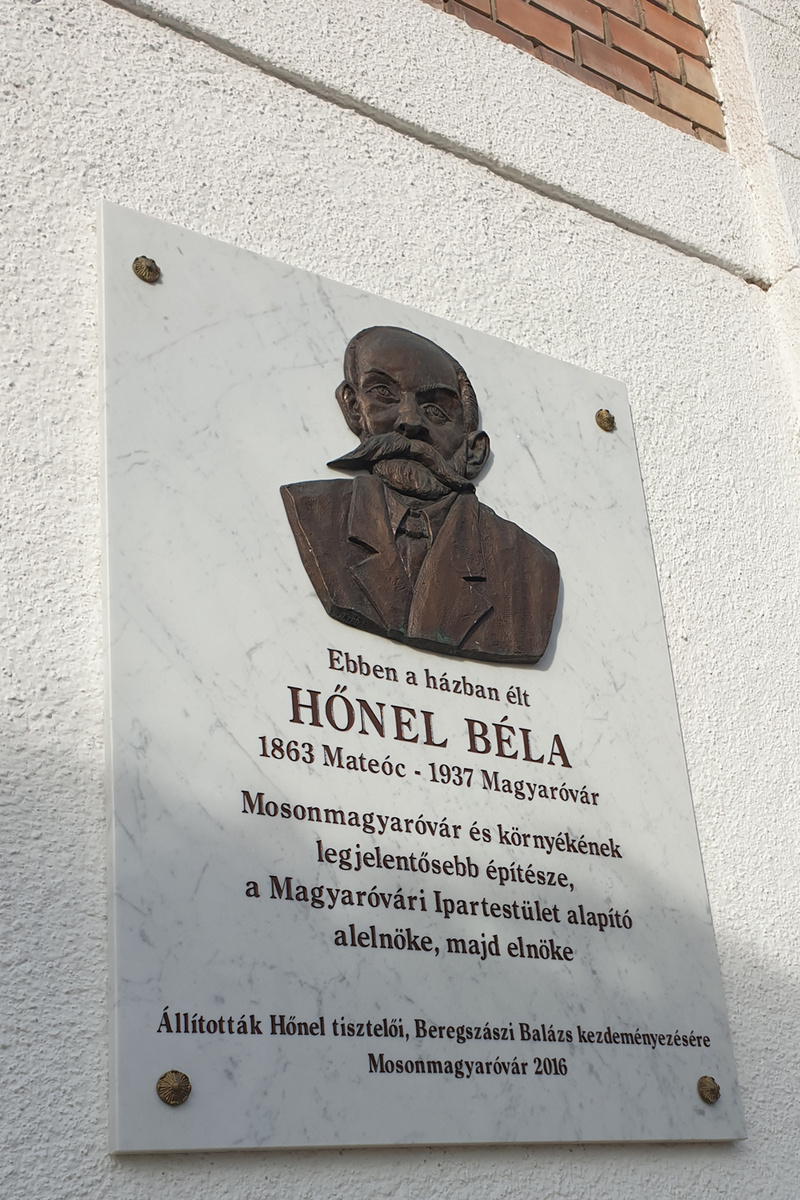 Ebben a házban élt
HŐNEL BÉLA
1863 Mateóc - 1937 Magyaróvár
Mosonmagyaróvár és környékének
legjelentősebb építésze,
a Magyaróvári Ipartestület alapító
alelnöke, majd elnöke
Állították Hőnel tisztelői, Beregszászi Balázs kezdeményezésére
Mosonmagyaróvár 2016